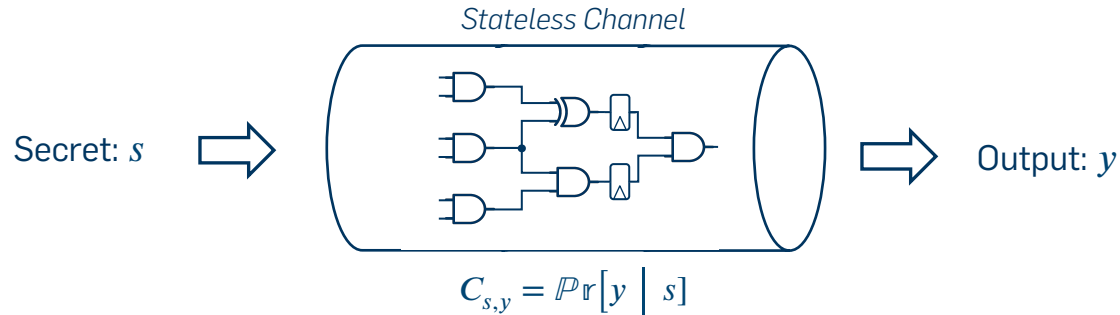 Stateless Channel
Secret: s
Output: y
C_{s,y} = ℙ𝕣[y | s]